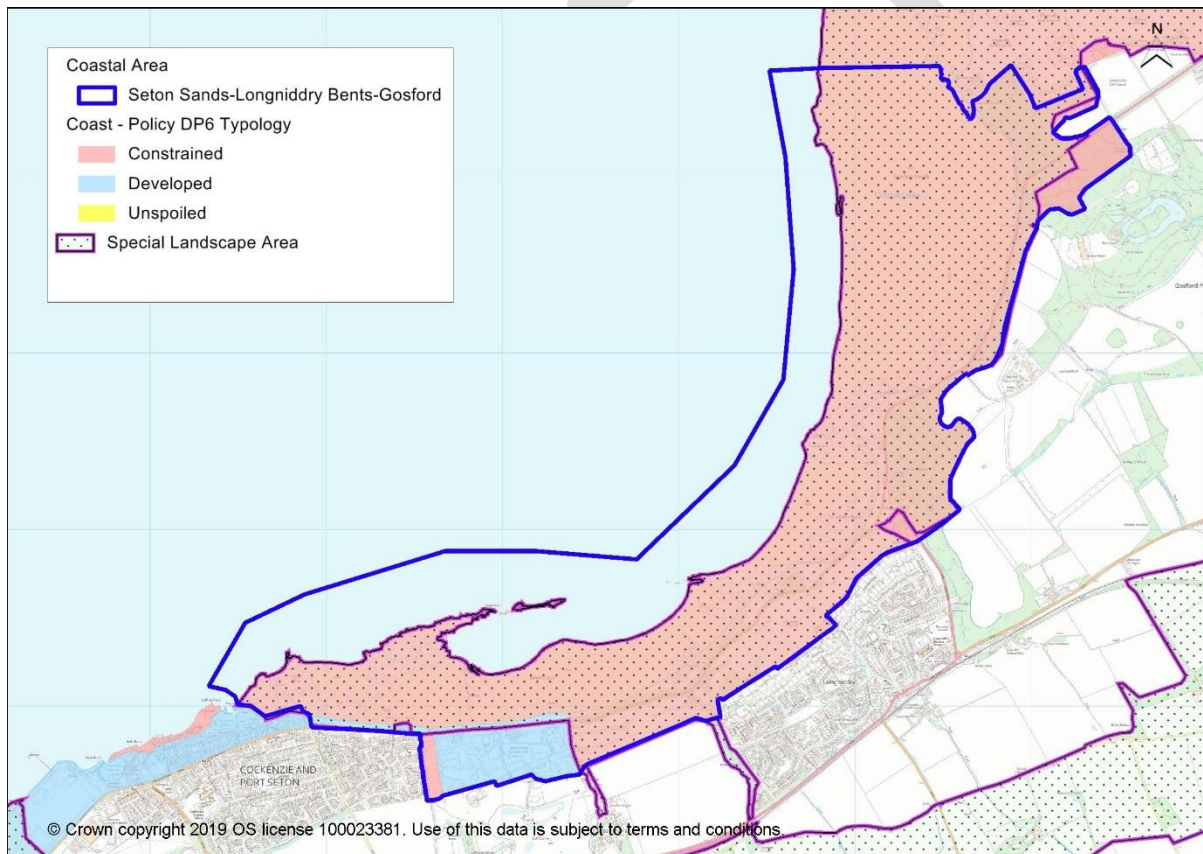 Coastal Area
Seton Sands-Longniddry Bents-Gosford
Coast - Policy DP6 Typology
Constrained
Developed
Unspoiled
Special Landscape Area
N
Gosford
Longniddry
COCKENZIE AND
PORT SETON
© Crown copyright 2019 OS license 100023381. Use of this data is subject to terms and conditions.